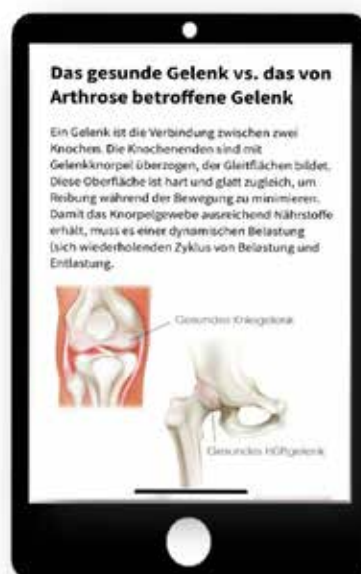 Das gesunde Gelenk vs. das von
Arthrose betroffene Gelenk
Ein Gelenk ist die Verbindung zwischen zwei
Knochen. Die Knochenenden sind mit
Gelenkknorpel überzogen, der Gleitflächen bildet.
Diese Oberfläche ist hart und glatt zugleich, um
Reibung während der Bewegung zu minimieren.
Damit das Knorpelgewebe ausreichend Nährstoffe
erhält, muss es einer dynamischen Belastung
(sich wiederholenden Zyklus von Belastung und
Entlastung.
Gesundes Kniegelenk
Gesundes Hüftgelenk